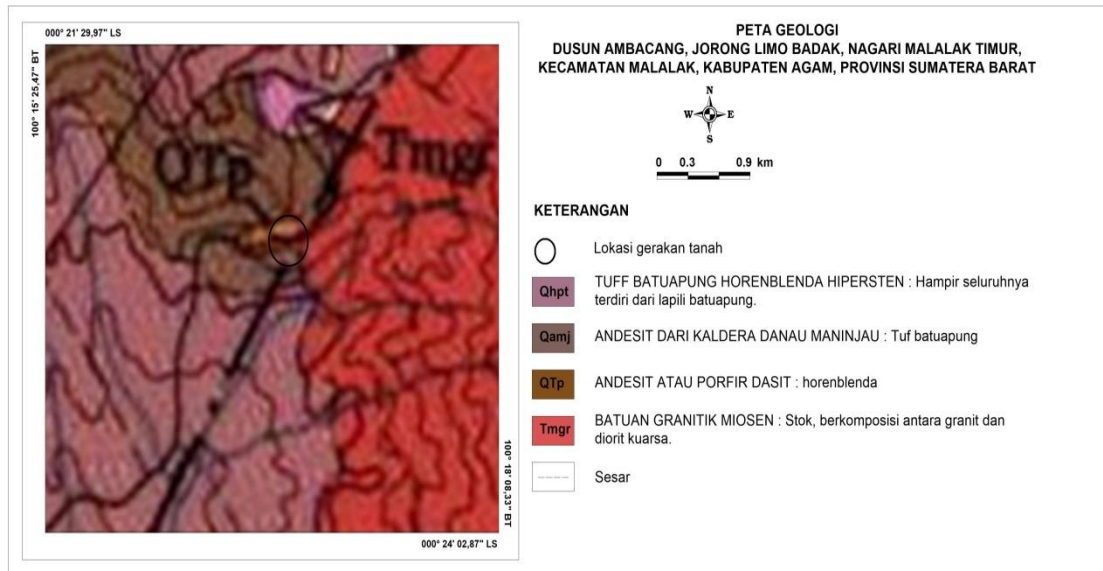 000° 21' 29,97" LS
100° 15' 25,47" BT
QTp
Tmgr
100° 18' 08,33" BT
000° 24' 02,87" LS
PETA GEOLOGI
DUSUN AMBACANG, JORONG LIMO BADAK, NAGARI MALALAK TIMUR,
KECAMATAN MALALAK, KABUPATEN AGAM, PROVINSI SUMATERA BARAT
N
W E
S
0 0.3 0.9 km
KETERANGAN
Lokasi gerakan tanah
Qhpt TUFF BATUAPUNG HORENBLENDA HIPERSTEN : Hampir seluruhnya
terdiri dari lapili batuapung.
Qamj ANDESIT DARI KALDERA DANAU MANINJAU : Tuf batuapung
QTp ANDESIT ATAU PORFIR DASIT : horenblenda
Tmgr BATUAN GRANITIK MIOSEN : Stok, berkomposisi antara granit dan
diorit kuarsa.
Sesar